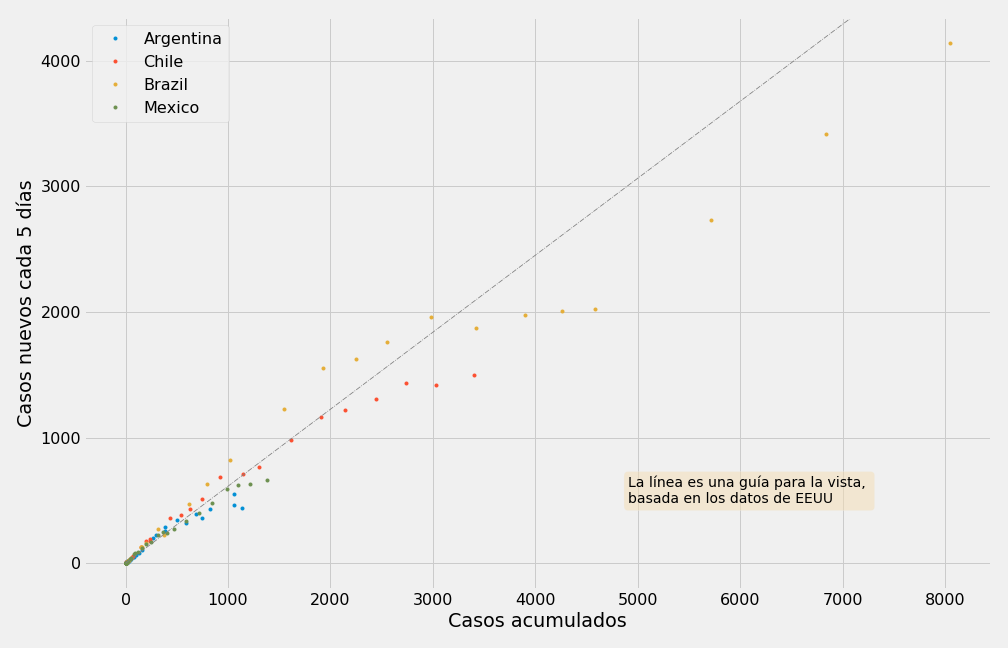 Argentina
Chile
Brazil
Mexico
4000
3000
2000
1000
0
Casos nuevos cada 5 días
La línea es una guía para la vista,
basada en los datos de EEUU
0 1000 2000 3000 4000 5000 6000 7000 8000
Casos acumulados